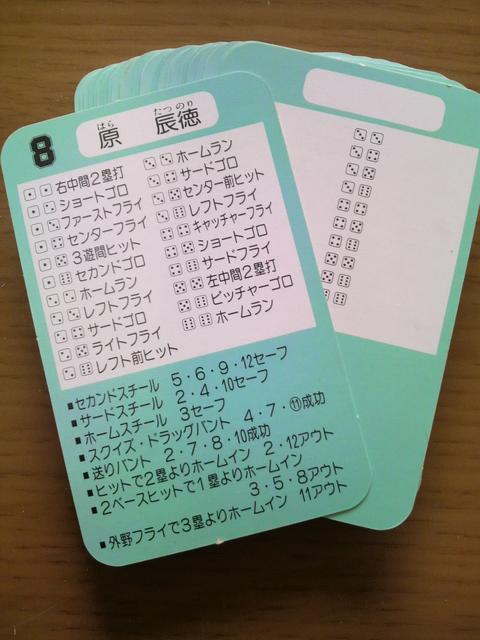 8
はら たつのり
原 辰徳
右中間2塁打
ショートゴロ
ファーストフライ
センターフライ
3遊間ヒット
セカンドゴロ
ホームラン
レフトフライ
サードゴロ
ライトフライ
レフト前ヒット
ホームラン
サードゴロ
センター前ヒット
レフトフライ
キャッチャーフライ
ショートゴロ
サードフライ
左中間2塁打
ピッチャーゴロ
ホームラン
■セカンドスチール 5・6・9・12セーフ
■サードスチール 2・4・10セーフ
■ホームスチール 3セーフ
■スクイズ・ドラッグバント 4・7・⑪成功
■送りバント 2・7・8・10成功
■ヒットで2塁よりホームイン 2・12アウト
■2ベースヒットで1塁よりホームイン
3・5・8アウト
■外野フライで3塁よりホームイン 11アウト